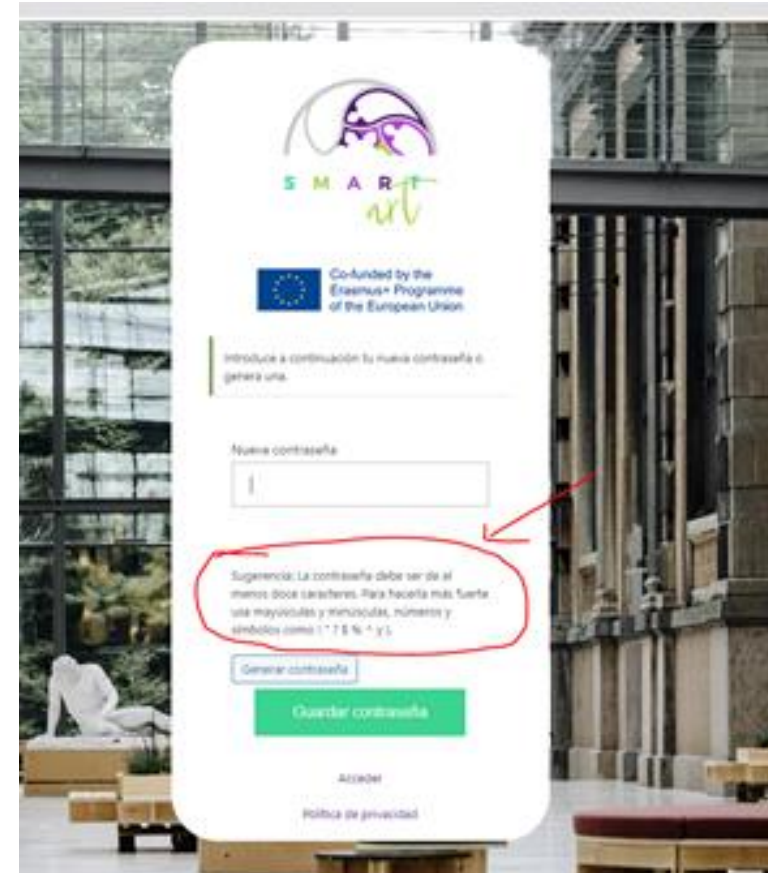 SMART
art
Co-funded by the
Erasmus+ Programme
of the European Union
Introduce a continuación tu nueva contraseña o
genera una.
Nueva contraseña
Sugerencia: La contraseña debe ser de al
menos doce caracteres. Para hacerla más fuerte
usa mayúsculas y minúsculas, números y
símbolos como ! " ? $ % ^ y ).
Generar contraseña
Guardar contraseña
Acceder
Política de privacidad